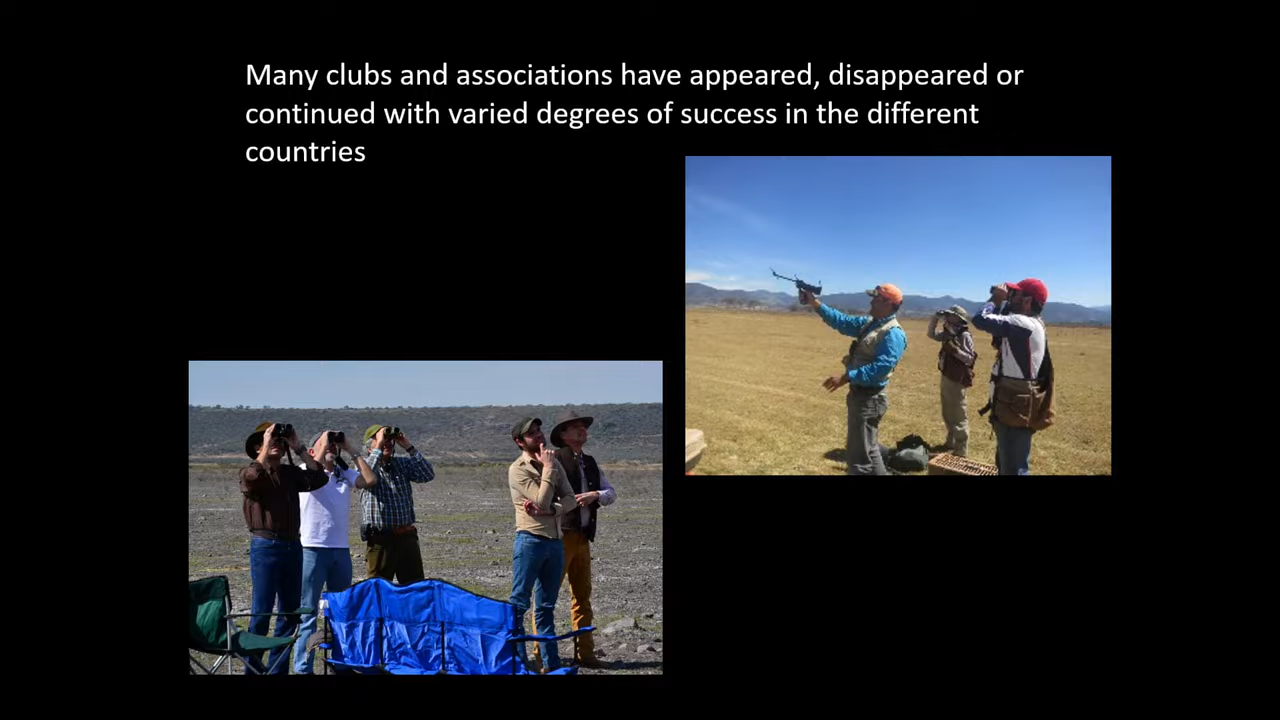 Many clubs and associations have appeared, disappeared or
continued with varied degrees of success in the different
countries